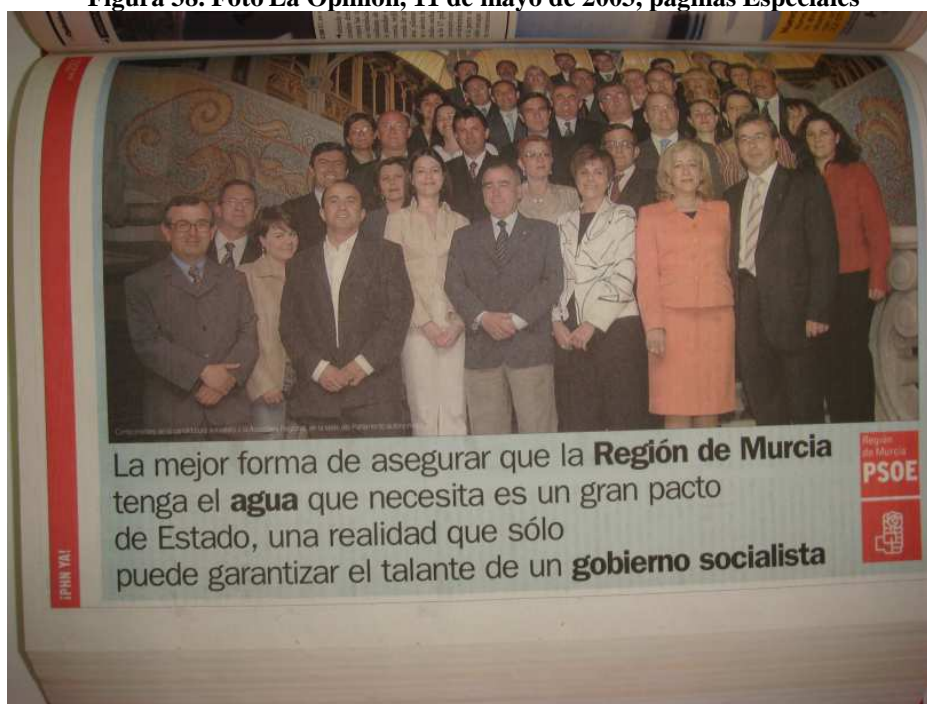 Figura 38. Foto La Opinión, 11 de mayo de 2003, páginas Especiales
La mejor forma de asegurar que la Región de Murcia
tenga el agua que necesita es un gran pacto
de Estado, una realidad que sólo
puede garantizar el talante de un gobierno socialista
Región
de Murcia
PSOE
¡PHN YA!